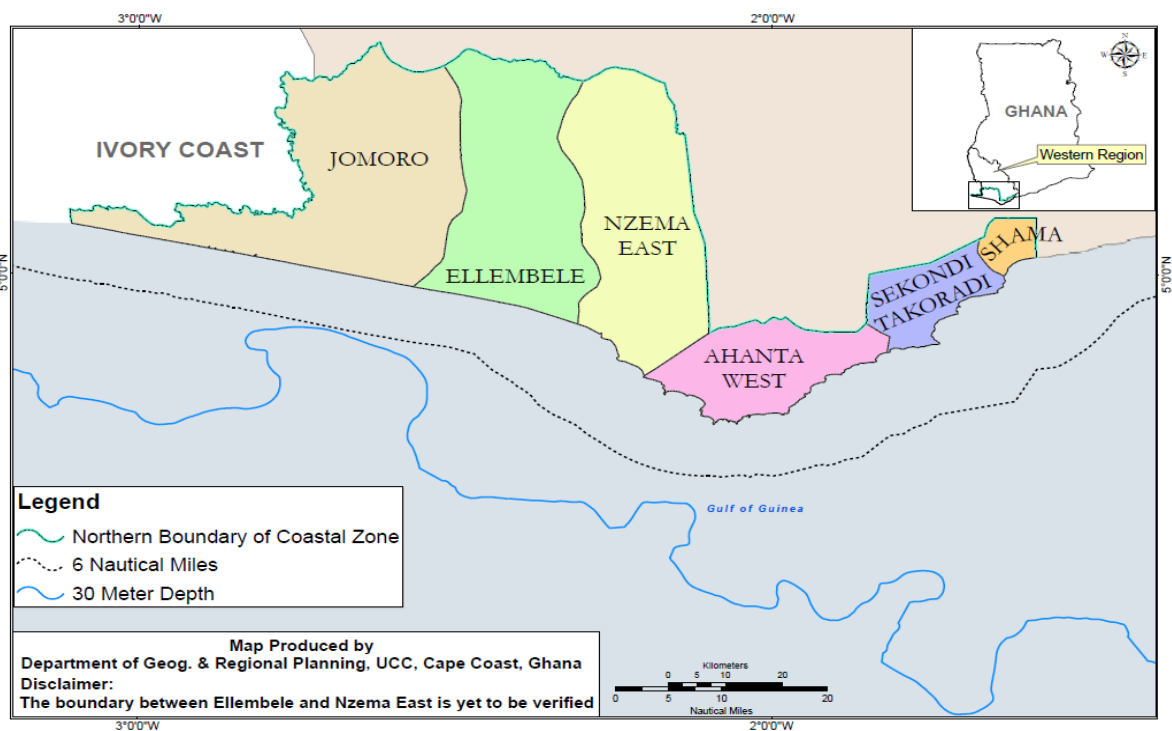 3°0'0"W
2°0'0"W
N
W
E
S
GHANA
Western Region
IVORY COAST
JOMORO
NZEMA
EAST
ELLEMBELE
SHAMA
SEKONDI
TAKORADI
AHANTA
WEST
5°0'0"N
5°0'0"N
Gulf of Guinea
Legend
Northern Boundary of Coastal Zone
6 Nautical Miles
30 Meter Depth
Map Produced by
Department of Geog. & Regional Planning, UCC, Cape Coast, Ghana
Disclaimer:
The boundary between Ellembele and Nzema East is yet to be verified
Kilometers
0 5 10 20
0 5 10 20
Nautical Miles
3°0'0"W
2°0'0"W